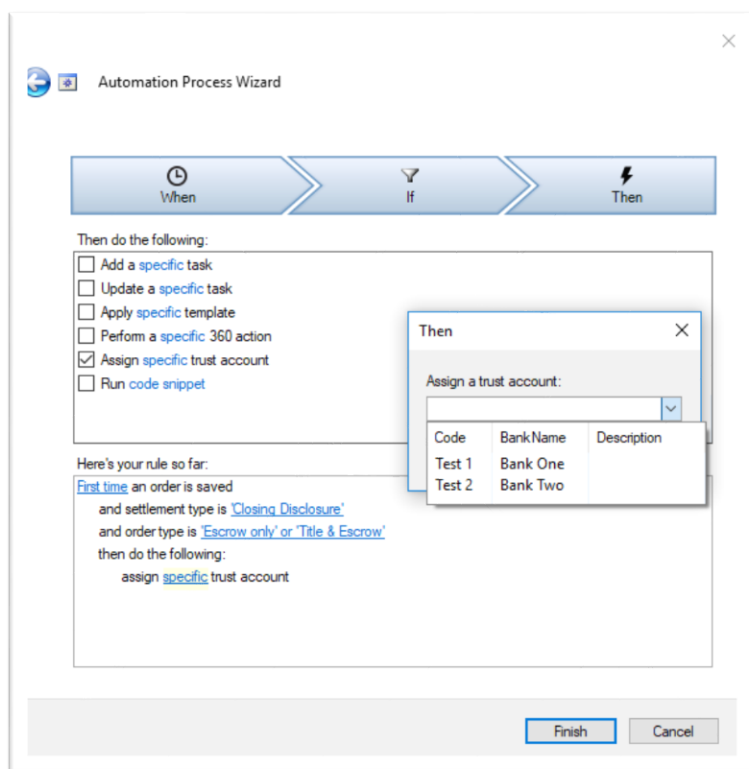 Automation Process Wizard
When
If
Then
Then do the following:
Add a specific task
Update a specific task
Apply specific template
Perform a specific 360 action
Assign specific trust account
Run code snippet
Then
Assign a trust account:
Code BankName Description
Test 1 Bank One
Test 2 Bank Two
Here's your rule so far:
First time an order is saved
and settlement type is 'Closing Disclosure'
and order type is 'Escrow only' or 'Title & Escrow'
then do the following:
assign specific trust account
Finish
Cancel